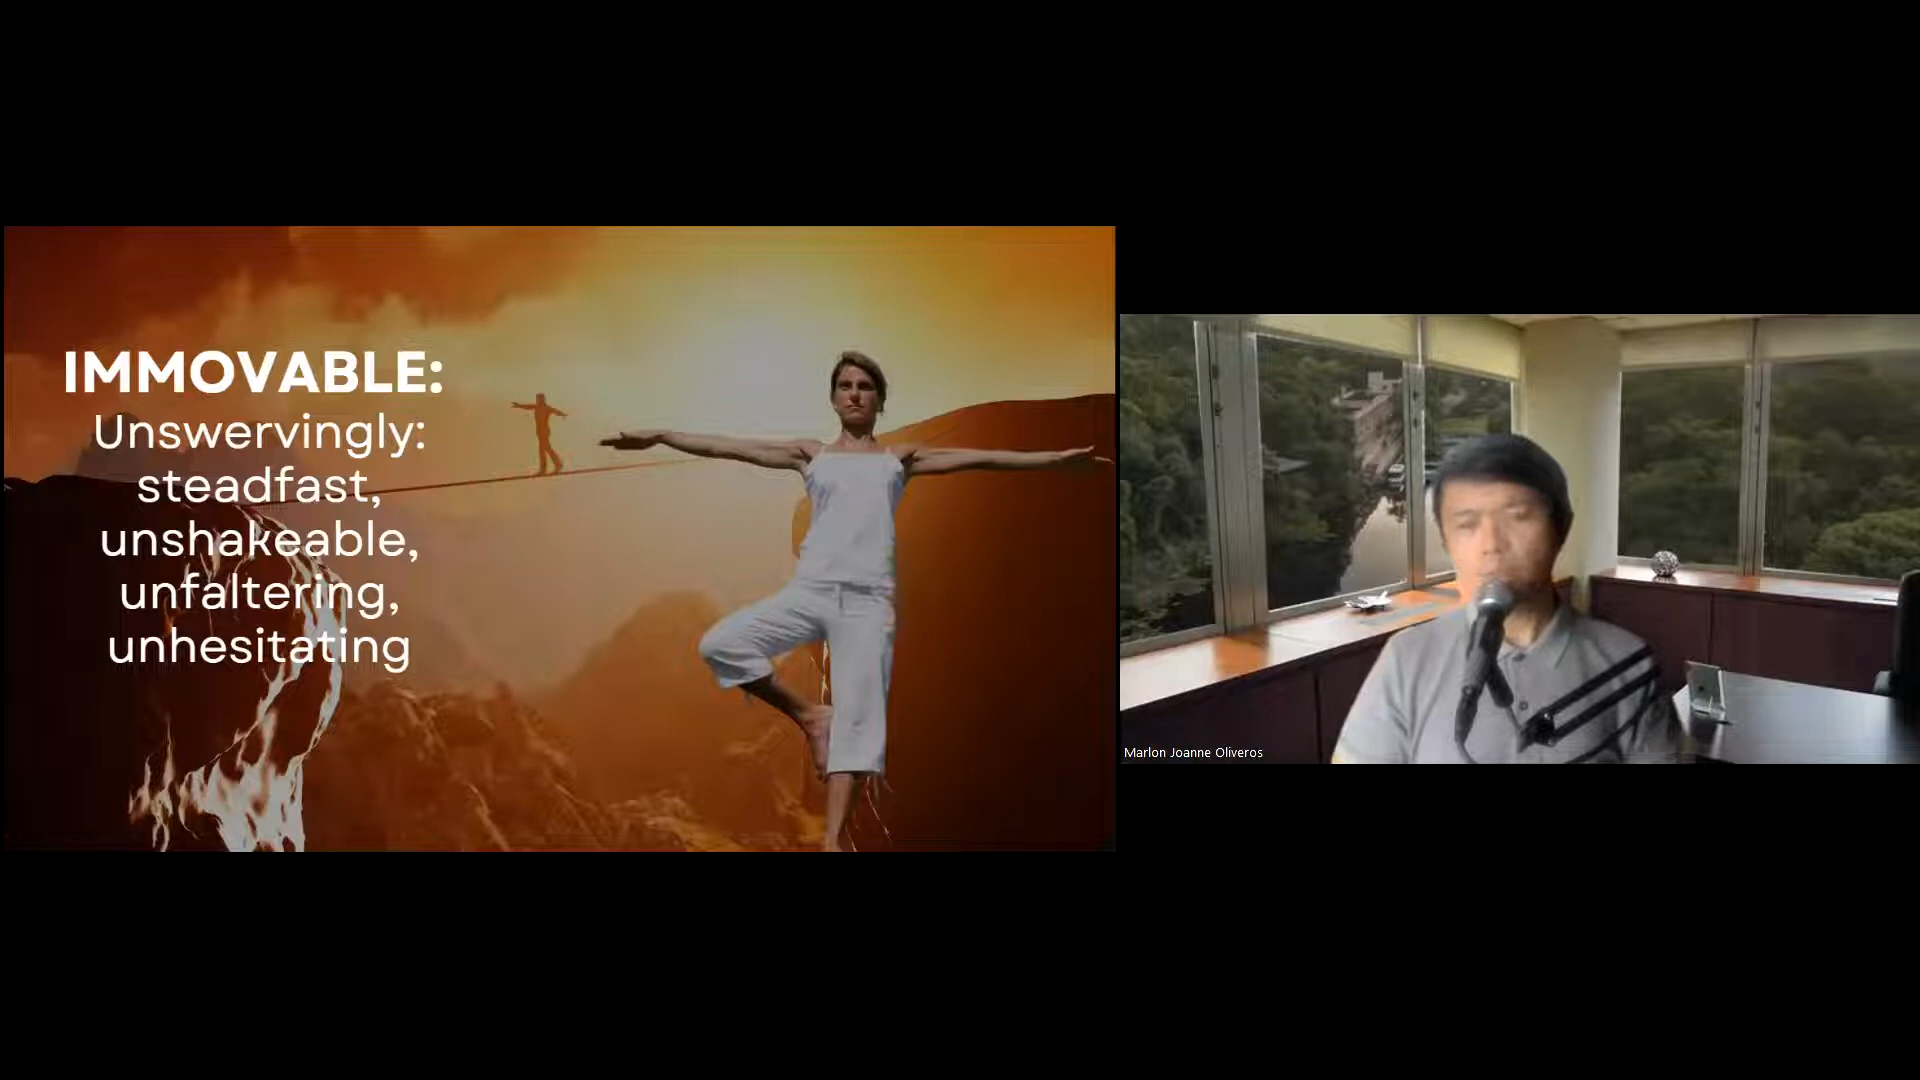 IMMOVABLE:
Unswervingly:
steadfast,
unshakeable,
unfaltering,
unhesitating
Marlon Joanne Oliveros